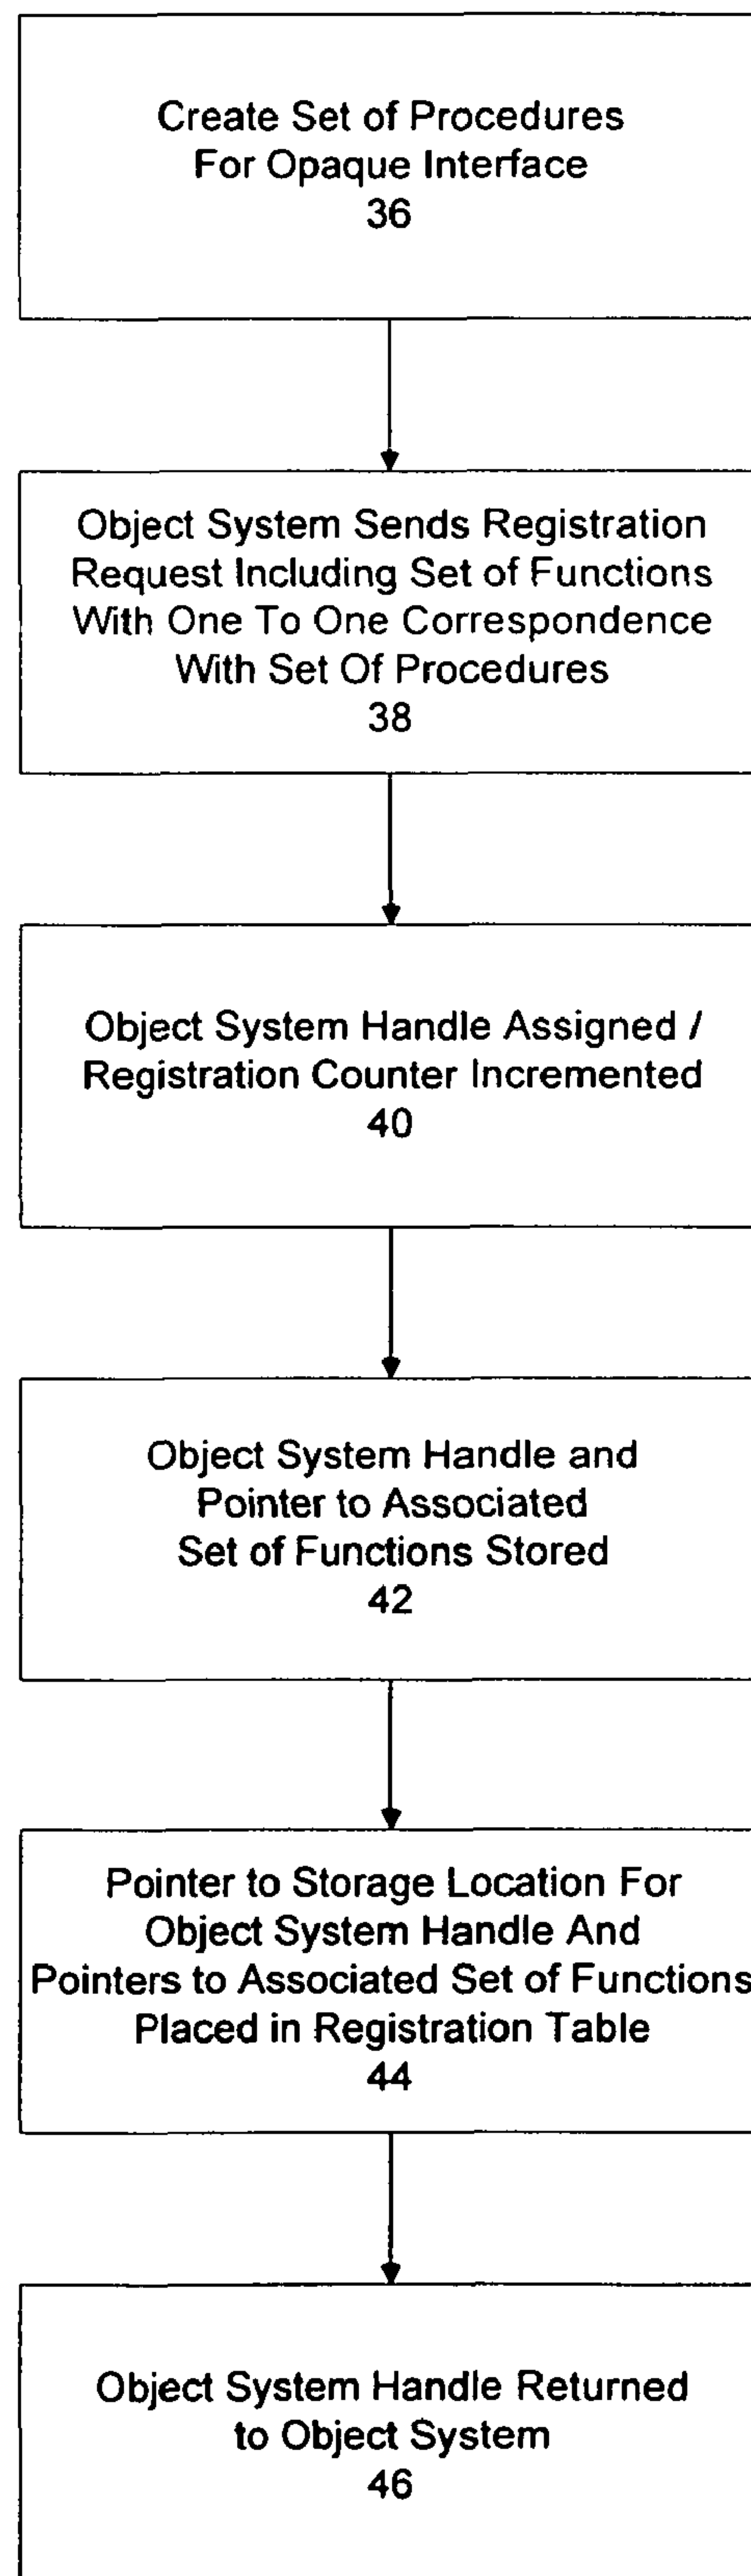 Create Set of Procedures
For Opaque Interface
36
Object System Sends Registration
Request Including Set of Functions
With One To One Correspondence
With Set Of Procedures
38
Object System Handle Assigned /
Registration Counter Incremented
40
Object System Handle and
Pointer to Associated
Set of Functions Stored
42
Pointer to Storage Location For
Object System Handle And
Pointers to Associated Set of Functions
Placed in Registration Table
44
Object System Handle Returned
to Object System
46